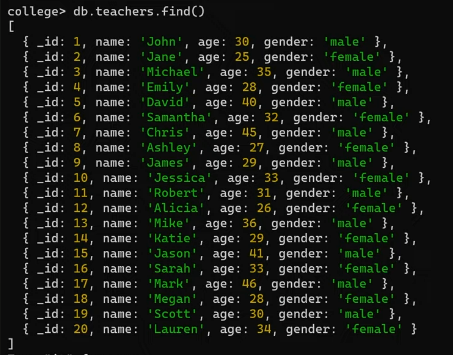 college> db.teachers.find()
[
  { _id: 1, name: 'John', age: 30, gender: 'male' },
  { _id: 2, name: 'Jane', age: 25, gender: 'female' },
  { _id: 3, name: 'Michael', age: 35, gender: 'male' },
  { _id: 4, name: 'Emily', age: 28, gender: 'female' },
  { _id: 5, name: 'David', age: 40, gender: 'male' },
  { _id: 6, name: 'Samantha', age: 32, gender: 'female' },
  { _id: 7, name: 'Chris', age: 45, gender: 'male' },
  { _id: 8, name: 'Ashley', age: 27, gender: 'female' },
  { _id: 9, name: 'James', age: 29, gender: 'male' },
  { _id: 10, name: 'Jessica', age: 33, gender: 'female' },
  { _id: 11, name: 'Robert', age: 31, gender: 'male' },
  { _id: 12, name: 'Alicia', age: 26, gender: 'female' },
  { _id: 13, name: 'Mike', age: 36, gender: 'male' },
  { _id: 14, name: 'Katie', age: 29, gender: 'female' },
  { _id: 15, name: 'Jason', age: 41, gender: 'male' },
  { _id: 16, name: 'Sarah', age: 33, gender: 'female' },
  { _id: 17, name: 'Mark', age: 46, gender: 'male' },
  { _id: 18, name: 'Megan', age: 28, gender: 'female' },
  { _id: 19, name: 'Scott', age: 30, gender: 'male' },
  { _id: 20, name: 'Lauren', age: 34, gender: 'female' }
]